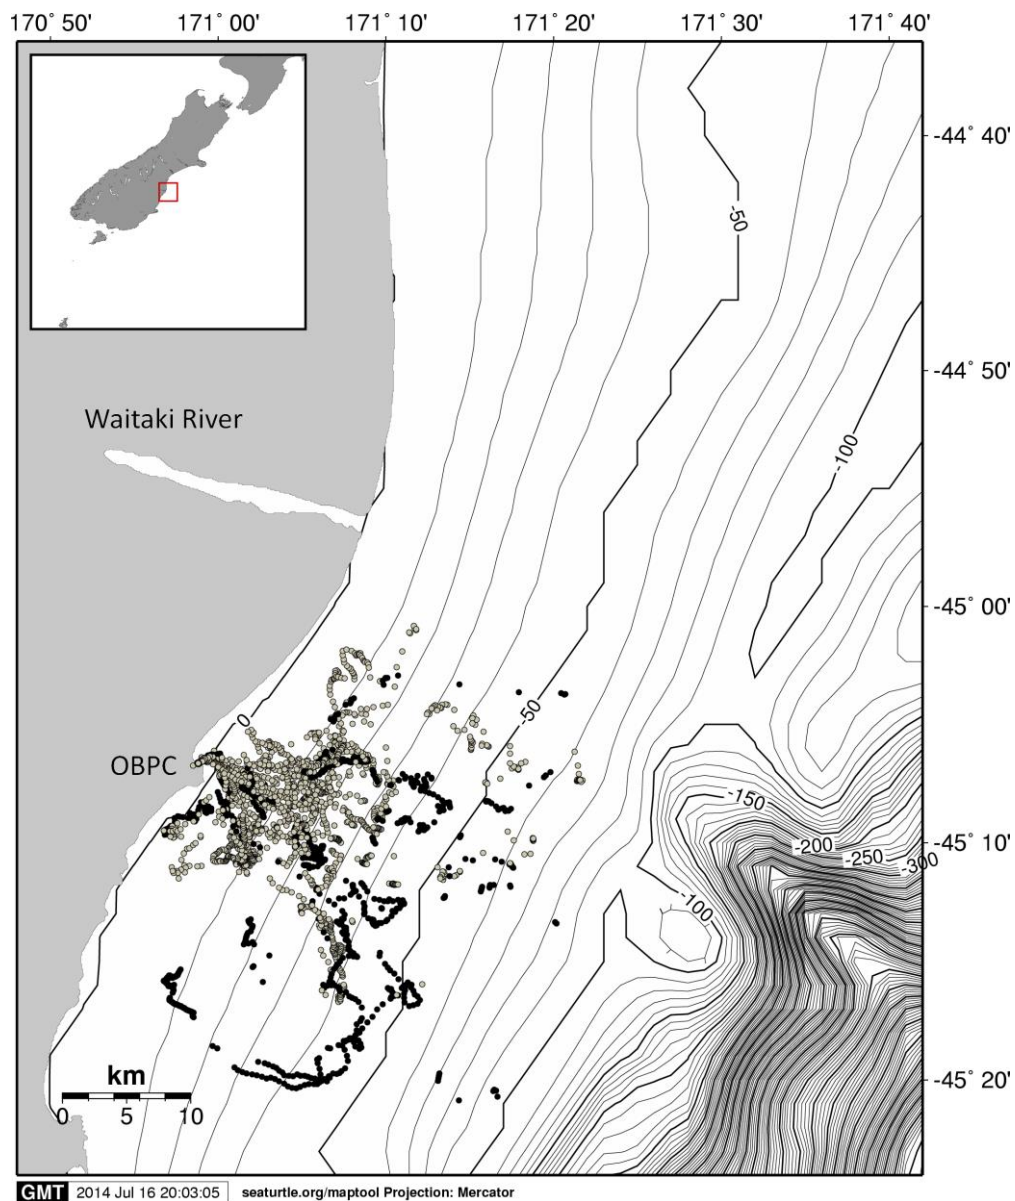 170˚ 50' 171˚ 00' 171˚ 10' 171˚ 20' 171˚ 30' 171˚ 40'
-44˚ 40'
-50
-44˚ 50'
Waitaki River
-100
-45˚ 00'
0
-50
OBPC
-150
-200
-250
-300
-45˚ 10'
-100
km
0 5 10
-45˚ 20'
GMT 2014 Jul 16 20:03:05 seaturtle.org/maptool Projection: Mercator